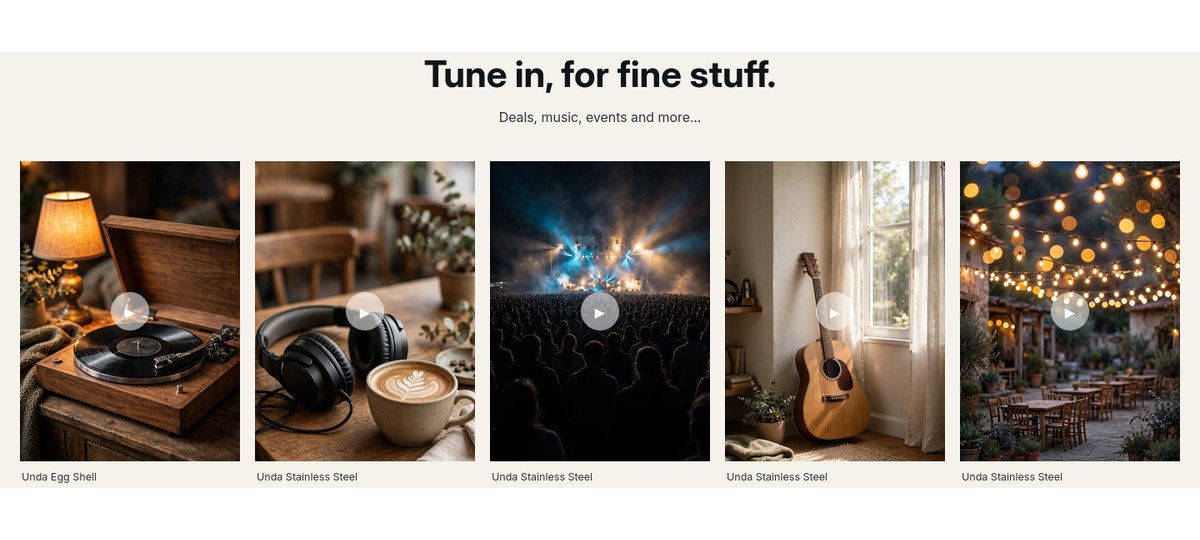 Tune in, for fine stuff.
Deals, music, events and more...
Unda Egg Shell
Unda Stainless Steel
Unda Stainless Steel
Unda Stainless Steel
Unda Stainless Steel